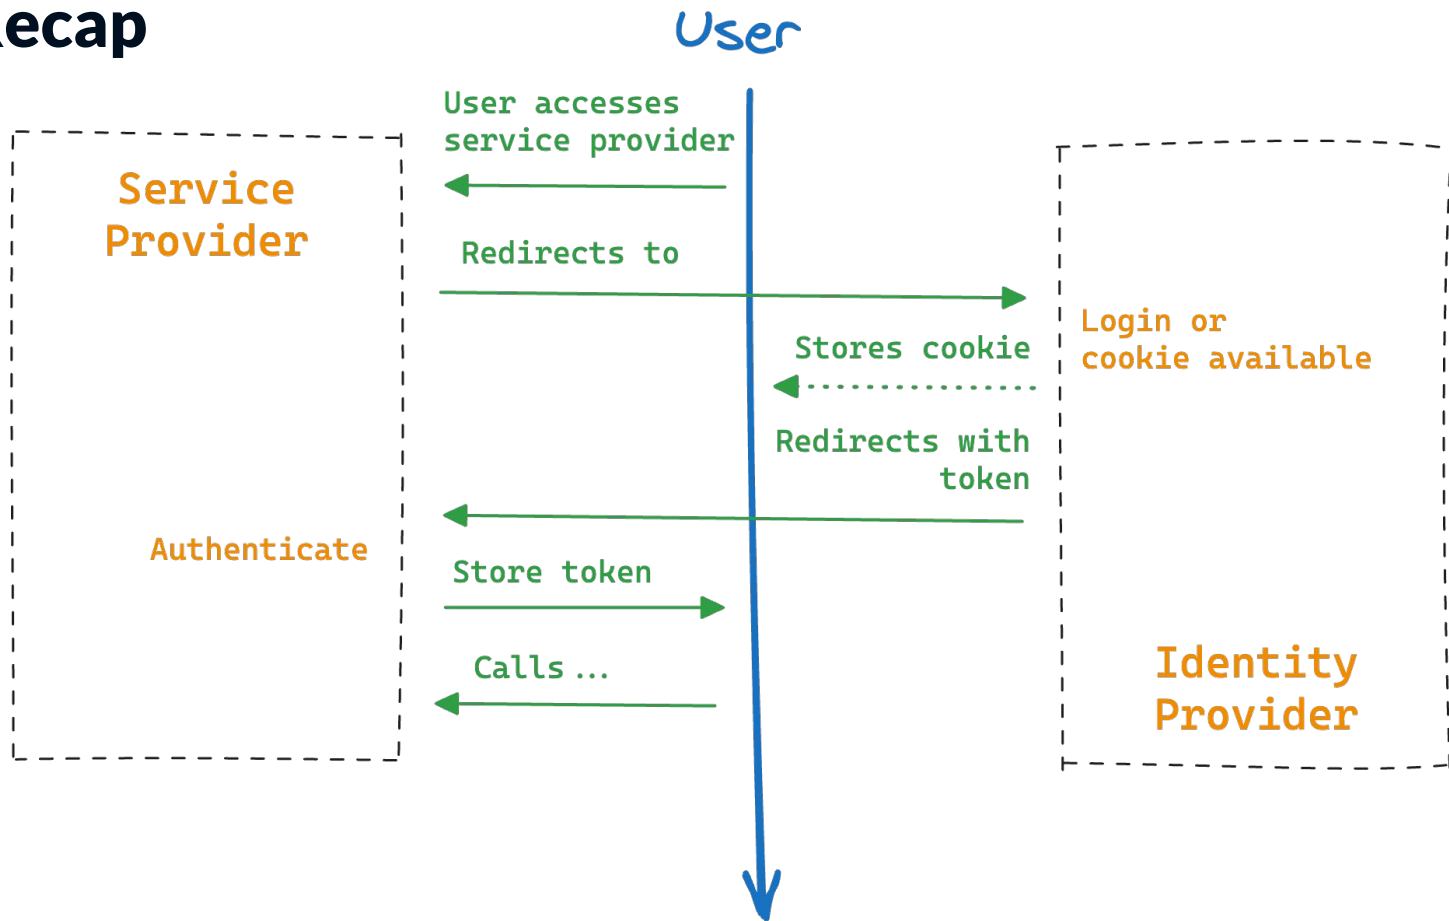 ecap
User
User accesses
service provider
Service
Provider
Redirects to
Login or
cookie available
Stores cookie
Redirects with
token
Authenticate
Store token
Calls ...
Identity
Provider